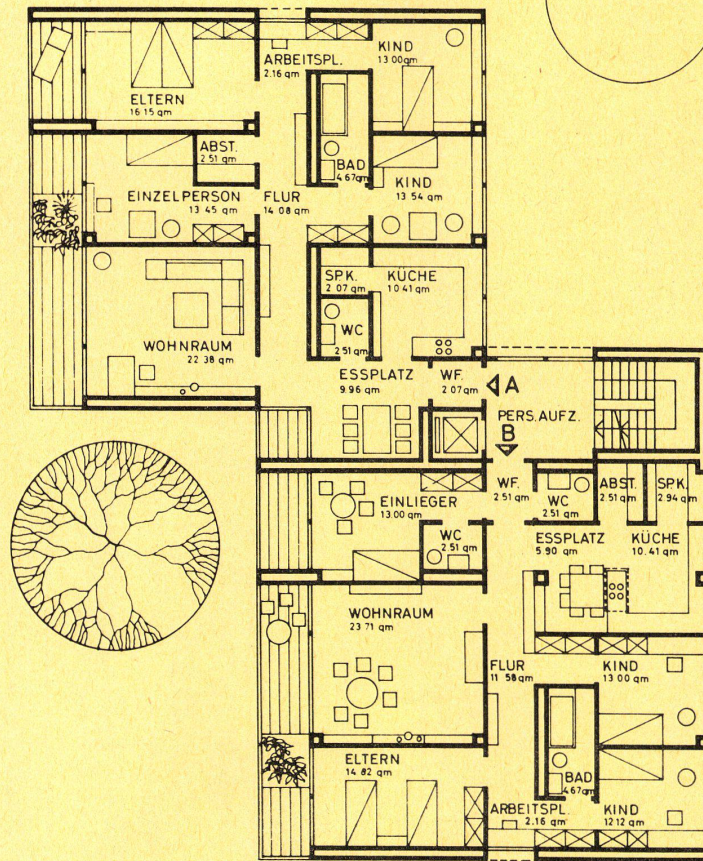 ARBEITSPL.
2.16 qm
KIND
13.00 qm
ELTERN
16.15 qm
ABST.
2.51 qm
BAD
4.67qm
KIND
13.54 qm
EINZELPERSON
13.45 qm
FLUR
14.08 qm
SPK.
2.07 qm
KÜCHE
10.41 qm
WOHNRAUM
22.38 qm
WC
2.51 qm
ESSPLATZ
9.96 qm
WF.
2.07 qm
A
PERS.AUFZ.
B
EINLIEGER
13.00 qm
WF.
2.51 qm
WC
2.51 qm
ABST.
2.51 qm
SPK.
2.94 qm
WC
2.51 qm
ESSPLATZ
5.90 qm
KÜCHE
10.41 qm
WOHNRAUM
23.71 qm
FLUR
11.58 qm
KIND
13.00 qm
ELTERN
14.82 qm
BAD
4.67 qm
ARBEITSPL.
2.16 qm
KIND
12.12 qm